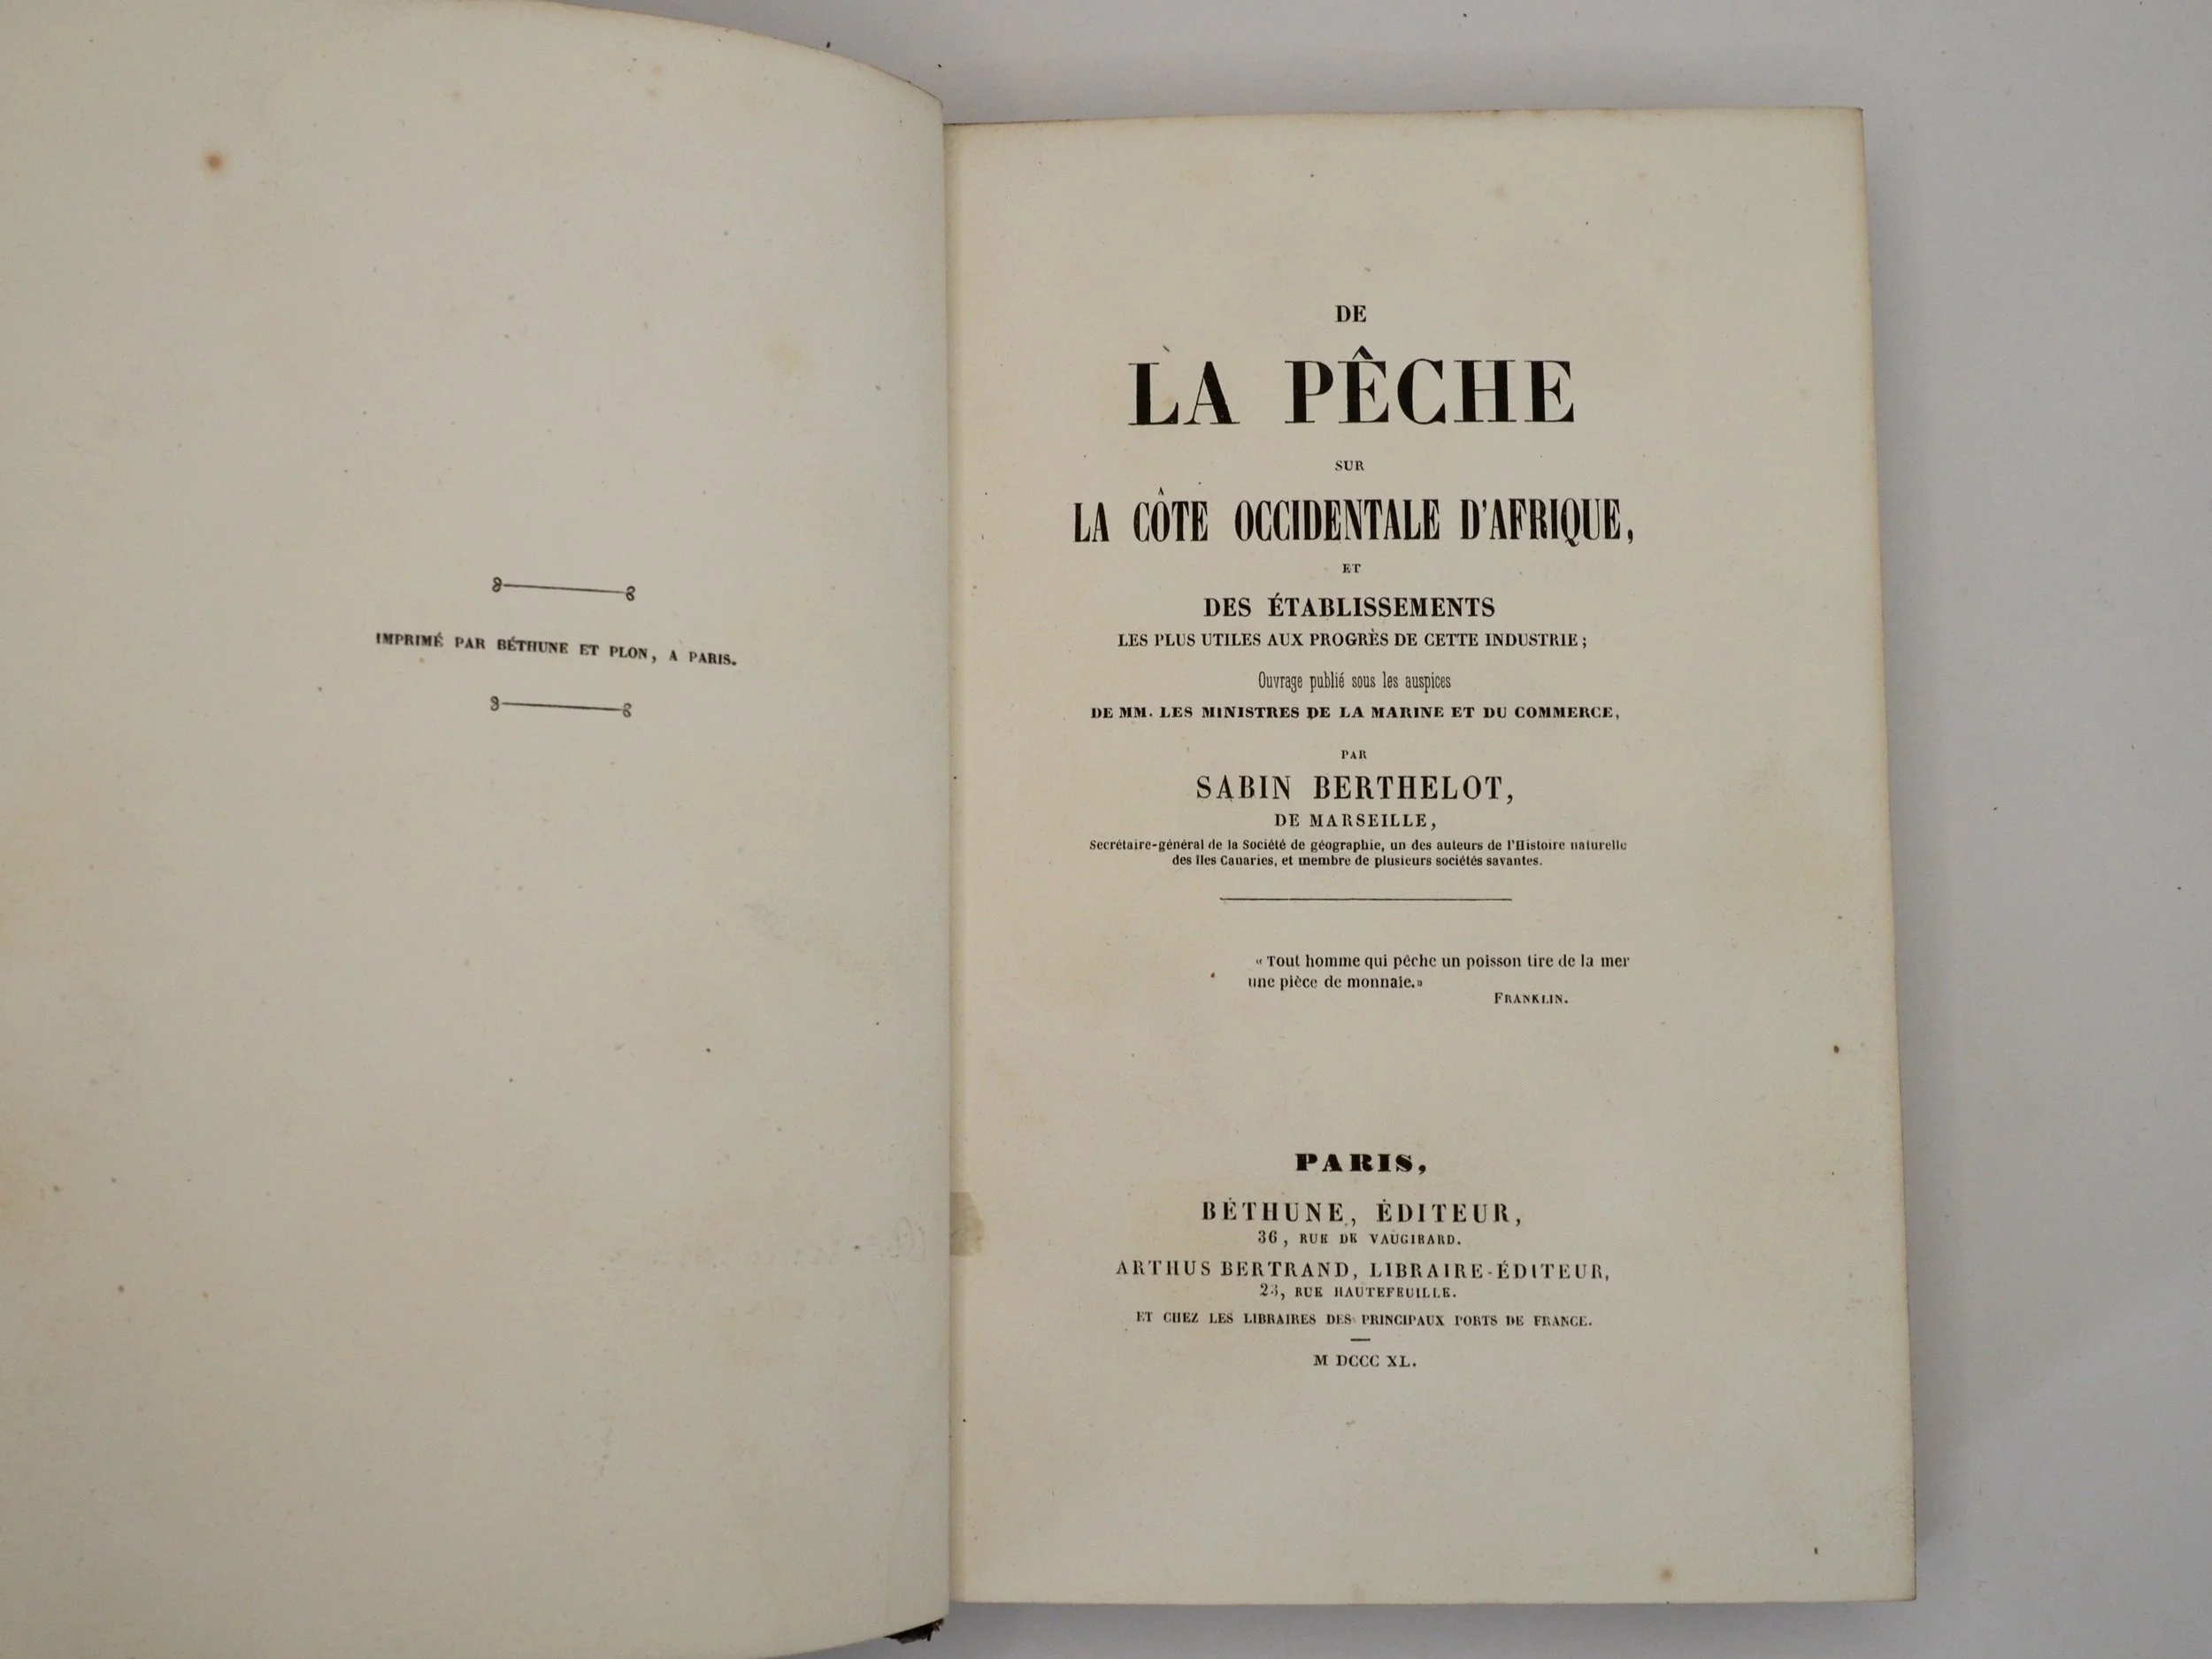 IMPRIMÉ PAR BÉTHUNE ET PLON, A PARIS.
DE
LA PÊCHE
SUR
LA CÔTE OCCIDENTALE D'AFRIQUE,
ET
DES ÉTABLISSEMENTS
LES PLUS UTILES AUX PROGRÈS DE CETTE INDUSTRIE;
Ouvrage publié sous les auspices
DE MM. LES MINISTRES DE LA MARINE ET DU COMMERCE,
PAR
SABIN BERTHELOT,
DE MARSEILLE,
Secrétaire-général de la Société de géographie, un des auteurs de l'Histoire naturelle
des Iles Canaries, et membre de plusieurs sociétés savantes.
« Tout homme qui pêche un poisson tire de la mer
une pièce de monnaie.»
FRANKLIN.
PARIS,
BÉTHUNE, ÉDITEUR,
36, RUE DE VAUGIRARD.
ARTHUS BERTRAND, LIBRAIRE-ÉDITEUR,
23, RUE HAUTEFEUILLE.
ET CHEZ LES LIBRAIRES DES PRINCIPAUX PORTS DE FRANCE.
M DCCC XL.